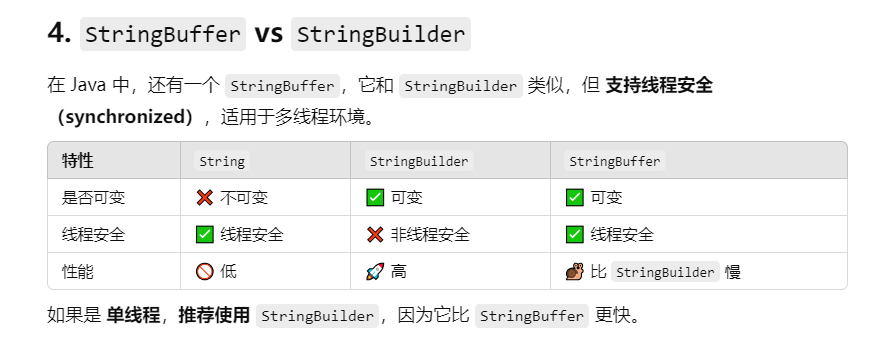 4. StringBuffer vs StringBuilder
在 Java 中，还有一个 StringBuffer，它和 StringBuilder 类似，但 支持线程安全
（synchronized），适用于多线程环境。
特性 String StringBuilder StringBuffer
是否可变 ❌ 不可变 ✅ 可变 ✅ 可变
线程安全 ✅ 线程安全 ❌ 非线程安全 ✅ 线程安全
性能 🚫 低 🚀 高 🐌 比 StringBuilder 慢
如果是 单线程，推荐使用 StringBuilder，因为它比 StringBuffer 更快。